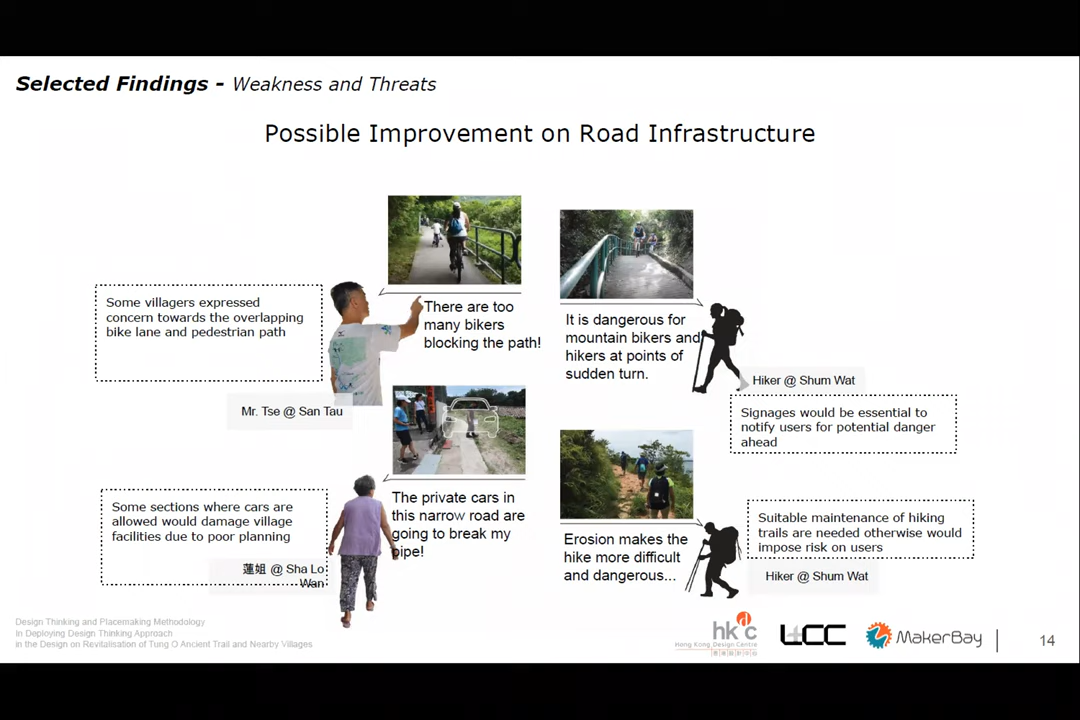 Selected Findings - Weakness and Threats
Possible Improvement on Road Infrastructure
Some villagers expressed
concern towards the overlapping
bike lane and pedestrian path
There are too
many bikers
blocking the path!
Mr. Tse @ San Tau
It is dangerous for
mountain bikers and
hikers at points of
sudden turn.
Hiker @ Shum Wat
Signages would be essential to
notify users for potential danger
ahead
Some sections where cars are
allowed would damage village
facilities due to poor planning
蓮姐 @ Sha Lo
Wan
The private cars in
this narrow road are
going to break my
pipe!
Erosion makes the
hike more difficult
and dangerous...
Suitable maintenance of hiking
trails are needed otherwise would
impose risk on users
Hiker @ Shum Wat
Design Thinking and Placemaking Methodology
In Deploying Design Thinking Approach
in the Design on Revitalisation of Tung O Ancient Trail and Nearby Villages
hkdc
Hong Kong Design Centre
香港設計中心
LCC
MakerBay
14